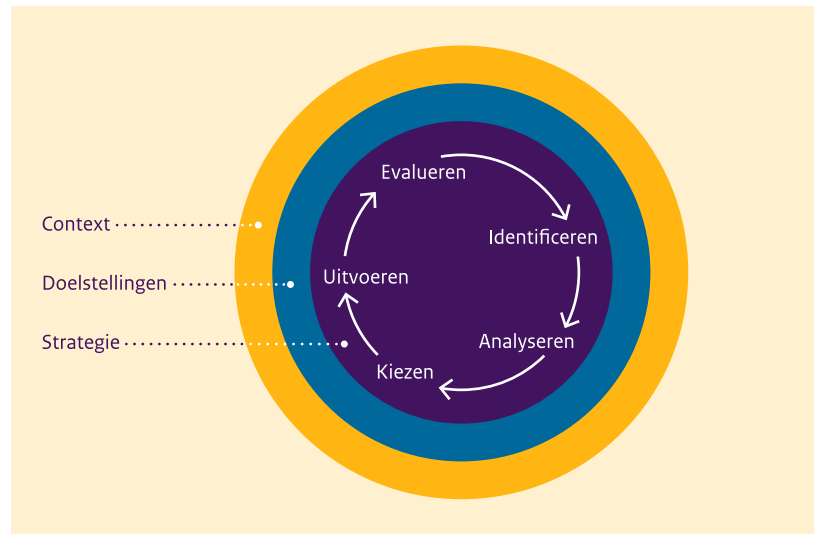 Evalueren
Identificeren
Analyseren
Kiezen
Uitvoeren
Context
Doelstellingen
Strategie